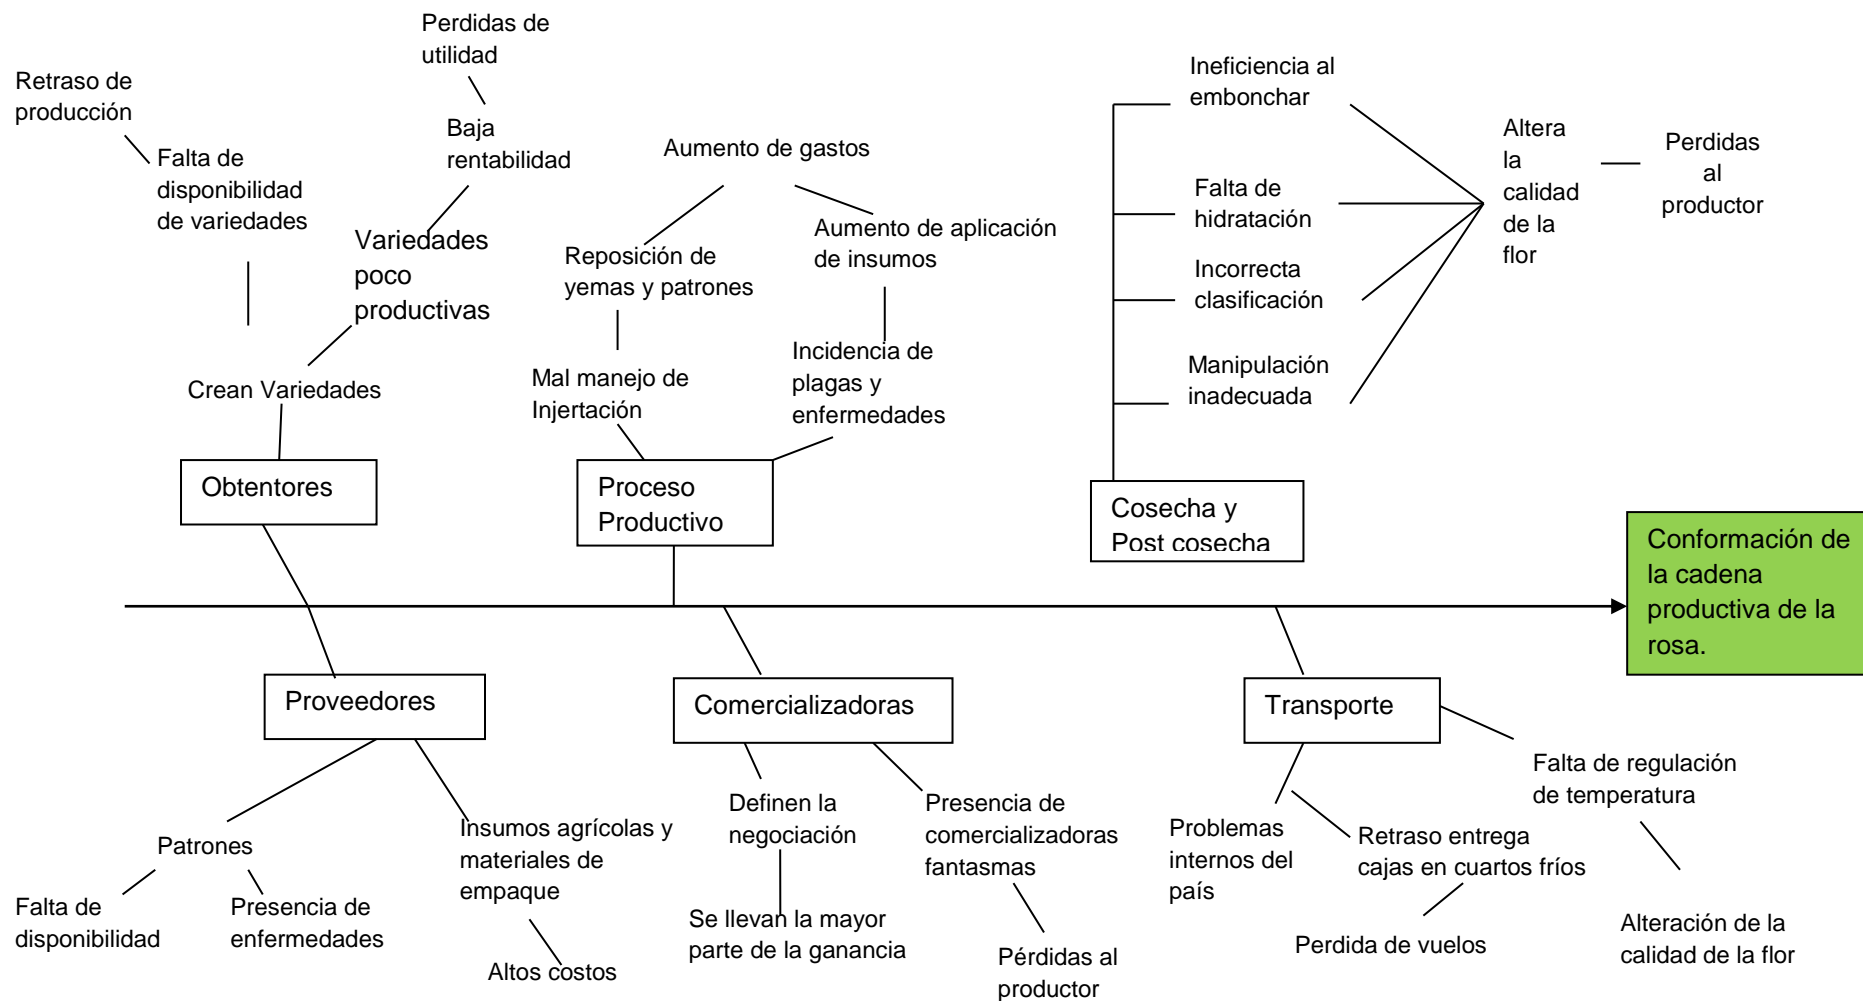 Perdidas de
utilidad
Retraso de
producción
Falta de
disponibilidad
de variedades
Baja
rentabilidad
Variedades
poco
productivas
Crean Variedades
Obtentores
Aumento de gastos
Reposición de
yemas y patrones
Aumento de aplicación
de insumos
Mal manejo de
Injertación
Incidencia de
plagas y
enfermedades
Proceso
Productivo
Ineficiencia al
embonchar
Falta de
hidratación
Incorrecta
clasificación
Manipulación
inadecuada
Altera
la
calidad
de la
flor
Perdidas
al
productor
Cosecha y
Post cosecha
Conformación de
la cadena
productiva de la
rosa.
Proveedores
Patrones
Falta de
disponibilidad
Presencia de
enfermedades
Insumos agrícolas y
materiales de
empaque
Altos costos
Comercializadoras
Definen la
negociación
Se llevan la mayor
parte de la ganancia
Presencia de
comercializadoras
fantasmas
Pérdidas al
productor
Transporte
Problemas
internos del
país
Retraso entrega
cajas en cuartos fríos
Perdida de vuelos
Falta de regulación
de temperatura
Alteración de la
calidad de la flor